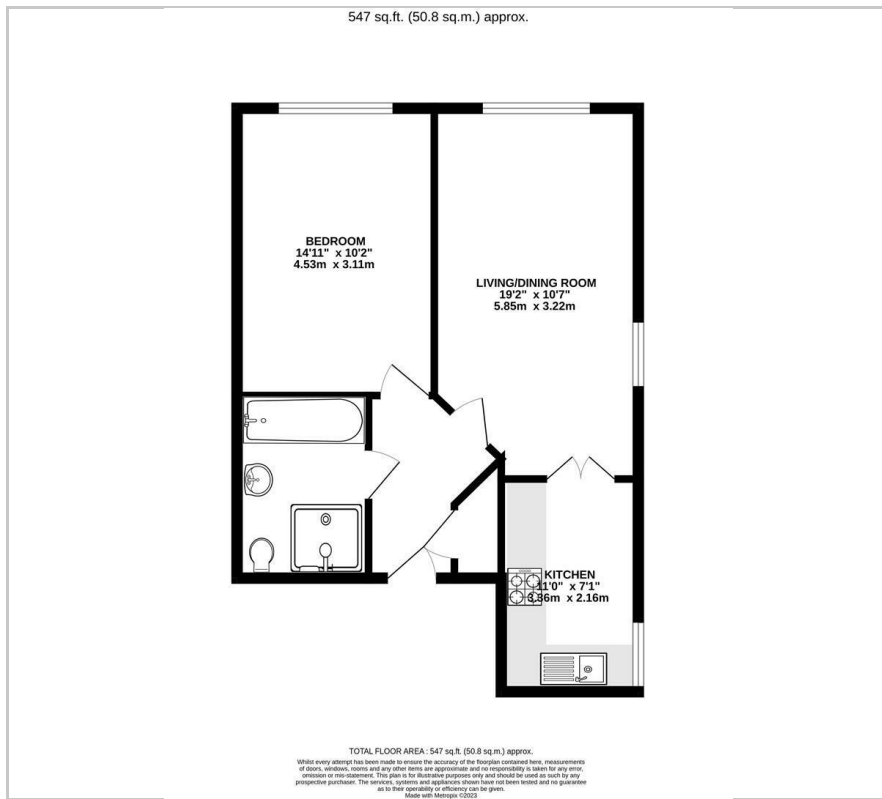 547 sq.ft. (50.8 sq.m.) approx.
BEDROOM
14'11" x 10'2"
4.53m x 3.11m
LIVING/DINING ROOM
19'2" x 10'7"
5.85m x 3.22m
KITCHEN
11'0" x 7'1"
3.36m x 2.16m
TOTAL FLOOR AREA : 547 sq.ft. (50.8 sq.m.) approx.
Whilst every attempt has been made to ensure the accuracy of the floorplan contained here, measurements
of doors, windows, rooms and any other items are approximate and no responsibility is taken for any error,
omission or mis-statement. This plan is for illustrative purposes only and should be used as such by any
prospective purchaser. The services, systems and appliances shown have not been tested and no guarantee
as to their operability or efficiency can be given.
Made with Metropix ©2023